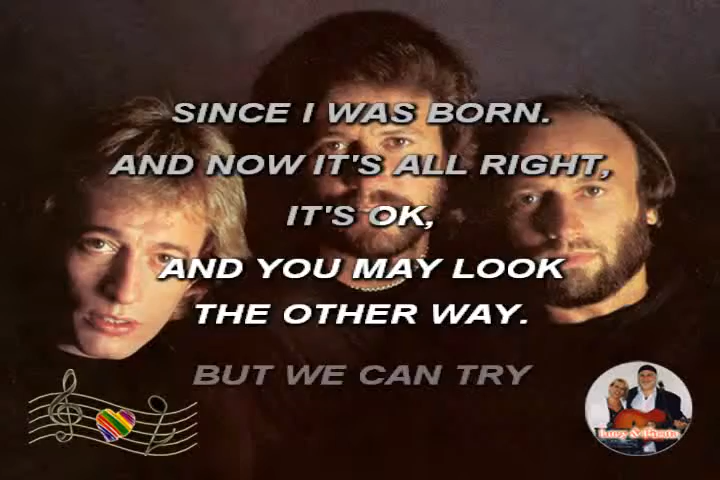 SINCE I WAS BORN.
AND NOW IT'S ALL RIGHT,
IT'S OK,
AND YOU MAY LOOK
THE OTHER WAY.
BUT WE CAN TRY